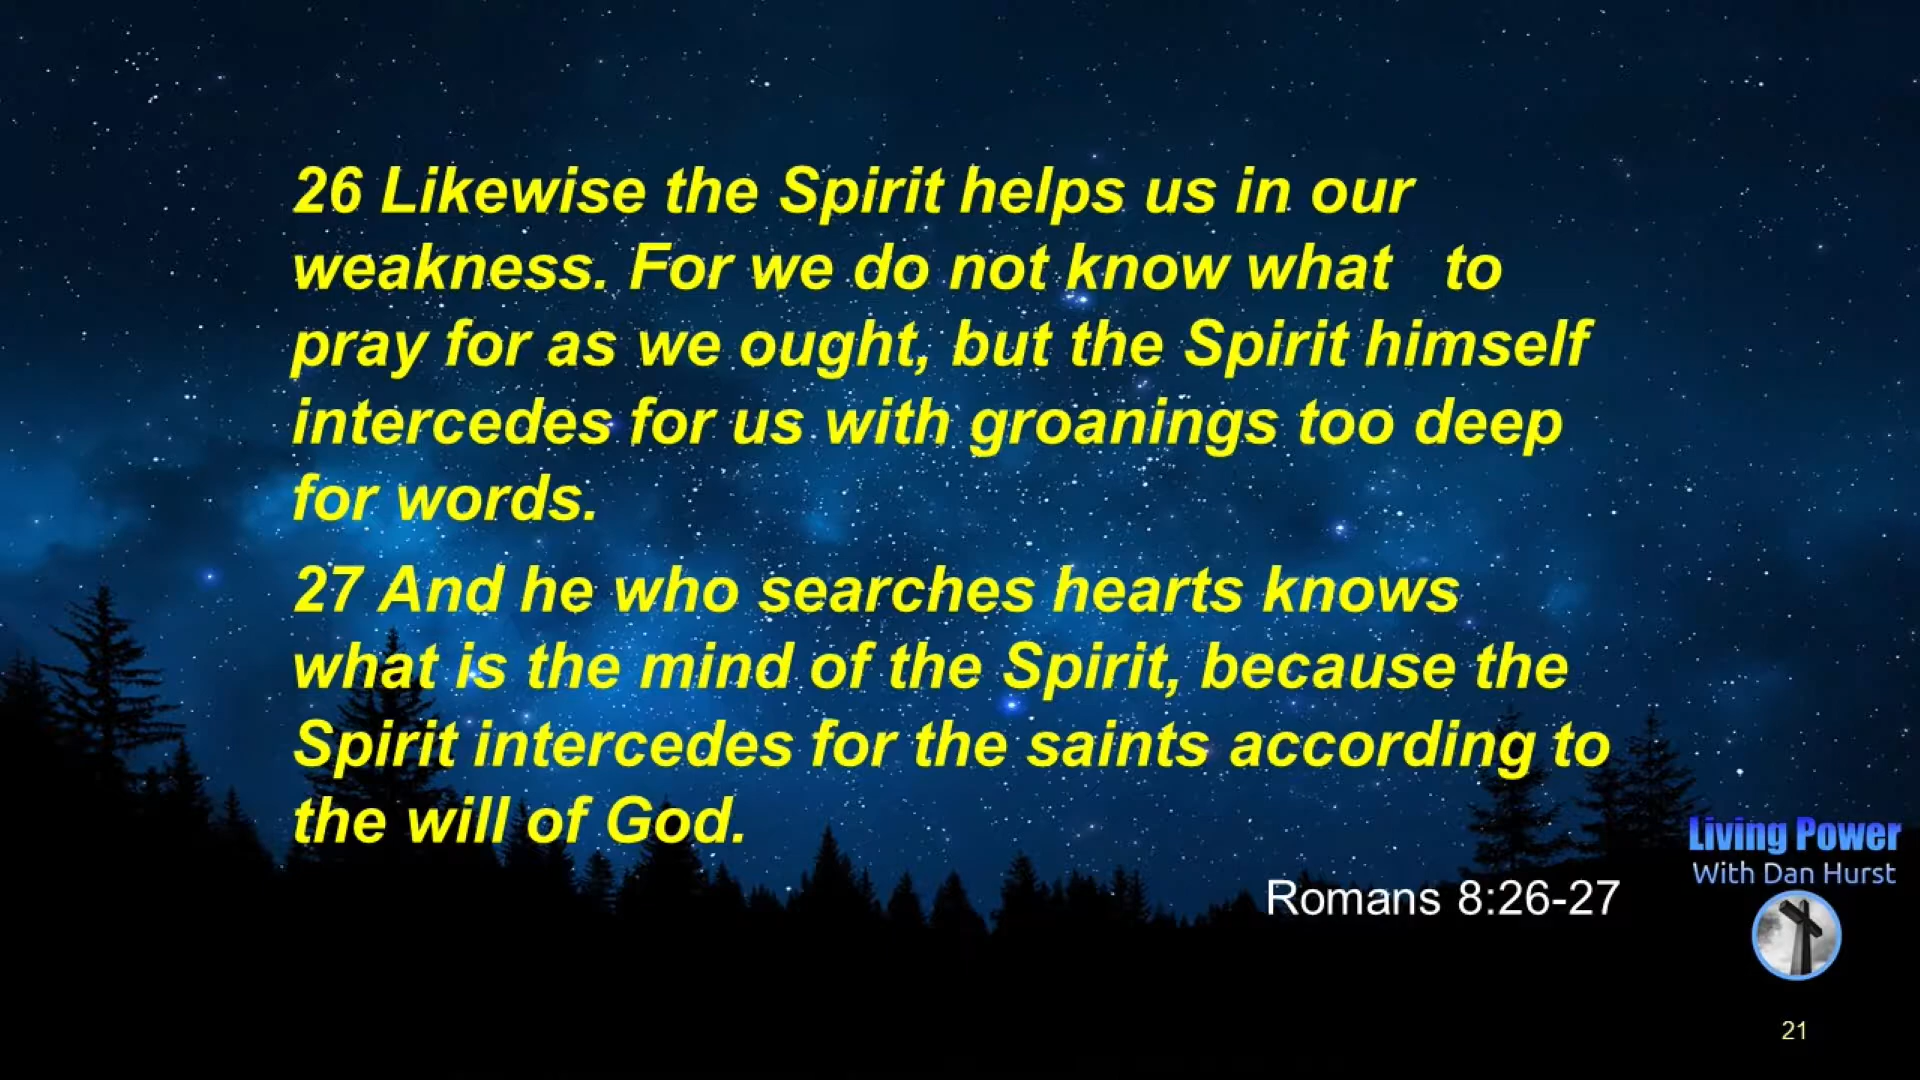 26 Likewise the Spirit helps us in our
weakness. For we do not know what   to
pray for as we ought, but the Spirit himself
intercedes for us with groanings too deep
for words.
27 And he who searches hearts knows
what is the mind of the Spirit, because the
Spirit intercedes for the saints according to
the will of God.
Romans 8:26-27
Living Power
With Dan Hurst
21